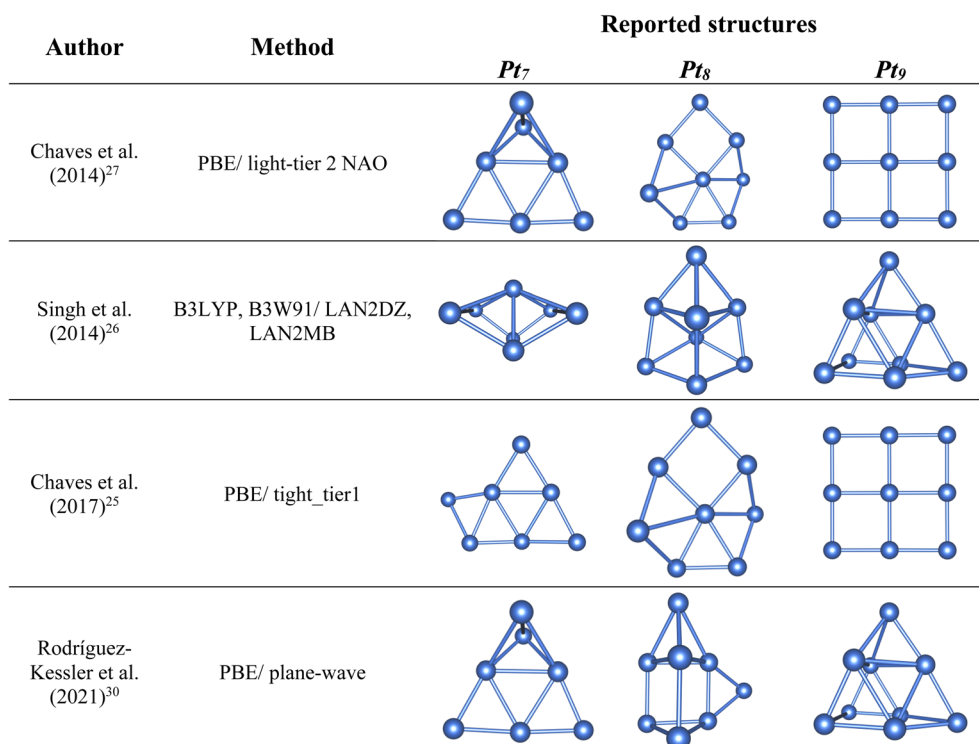 Reported structures
Author Method
Pt₇ Pt₈ Pt₉
Chaves et al.
(2014)²⁷
PBE/ light-tier 2 NAO
Singh et al.
(2014)²⁶
B3LYP, B3W91/ LAN2DZ,
LAN2MB
Chaves et al.
(2017)²⁵
PBE/ tight_tier1
Rodríguez-
Kessler et al.
(2021)³⁰
PBE/ plane-wave